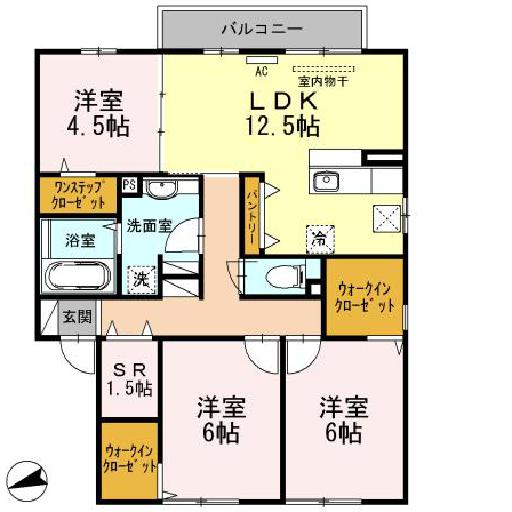 バルコニー
AC
室内物干
洋室
4.5帖
LDK
12.5帖
ワンステップ
クローゼット
PS
洗面室
パントリー
浴室
洗
冷
ウォークイン
クローゼット
玄関
SR
1.5帖
洋室
6帖
洋室
6帖
ウォークイン
クローゼット